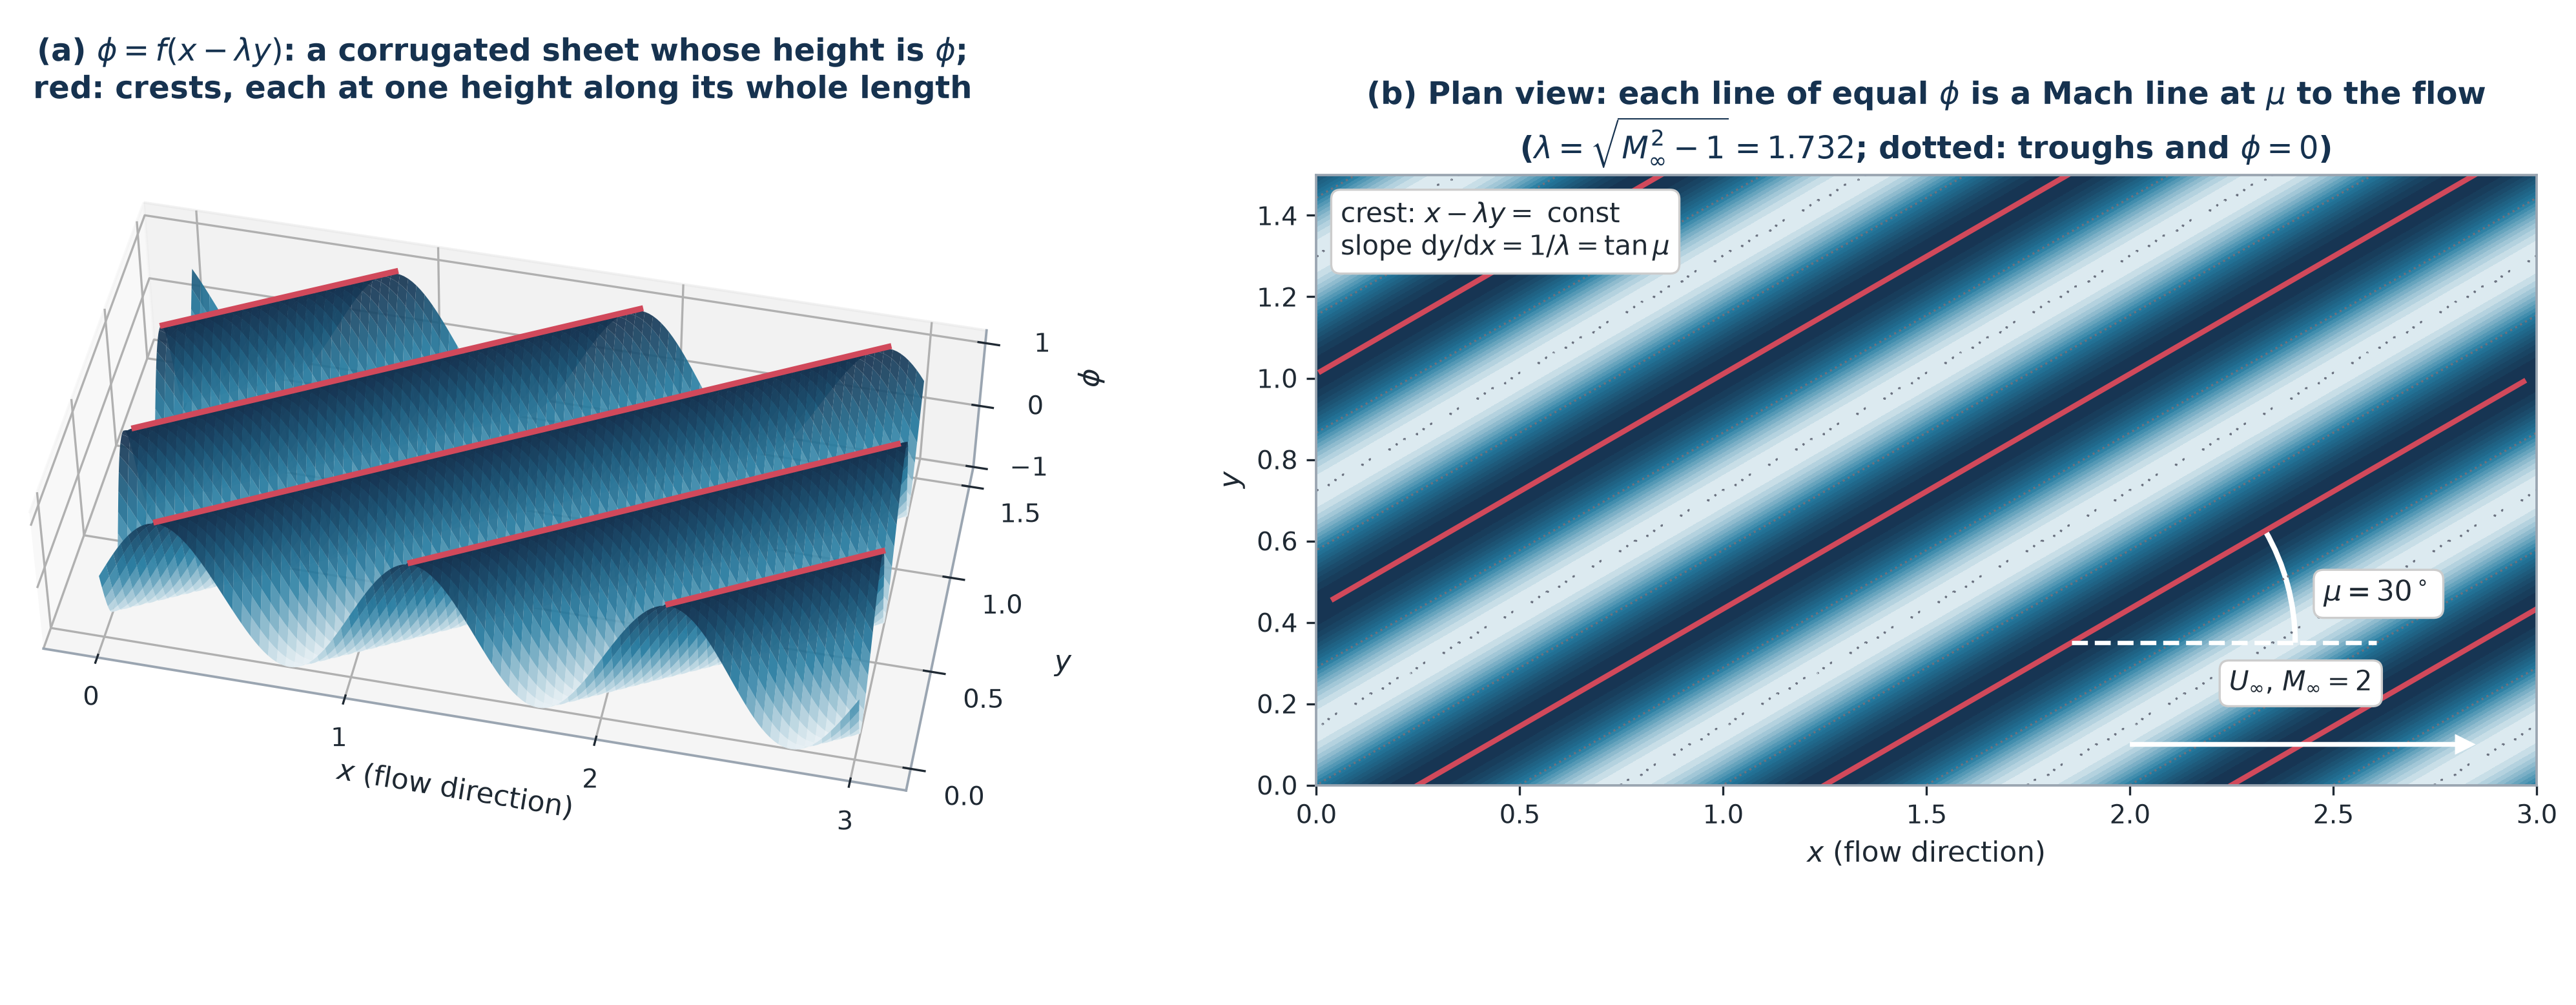 (a) ϕ = f(x − λy): a corrugated sheet whose height is ϕ;
red: crests, each at one height along its whole length
1
0
−1
ϕ
1.5
1.0
0.5
0.0
y
0
1
2
3
x (flow direction)
(b) Plan view: each line of equal ϕ is a Mach line at μ to the flow
(λ = √(M∞² − 1) = 1.732; dotted: troughs and ϕ = 0)
crest: x − λy = const
slope dy/dx = 1/λ = tan μ
1.4
1.2
1.0
0.8
0.6
0.4
0.2
0.0
y
μ = 30°
U∞, M∞ = 2
0.0
0.5
1.0
1.5
2.0
2.5
3.0
x (flow direction)